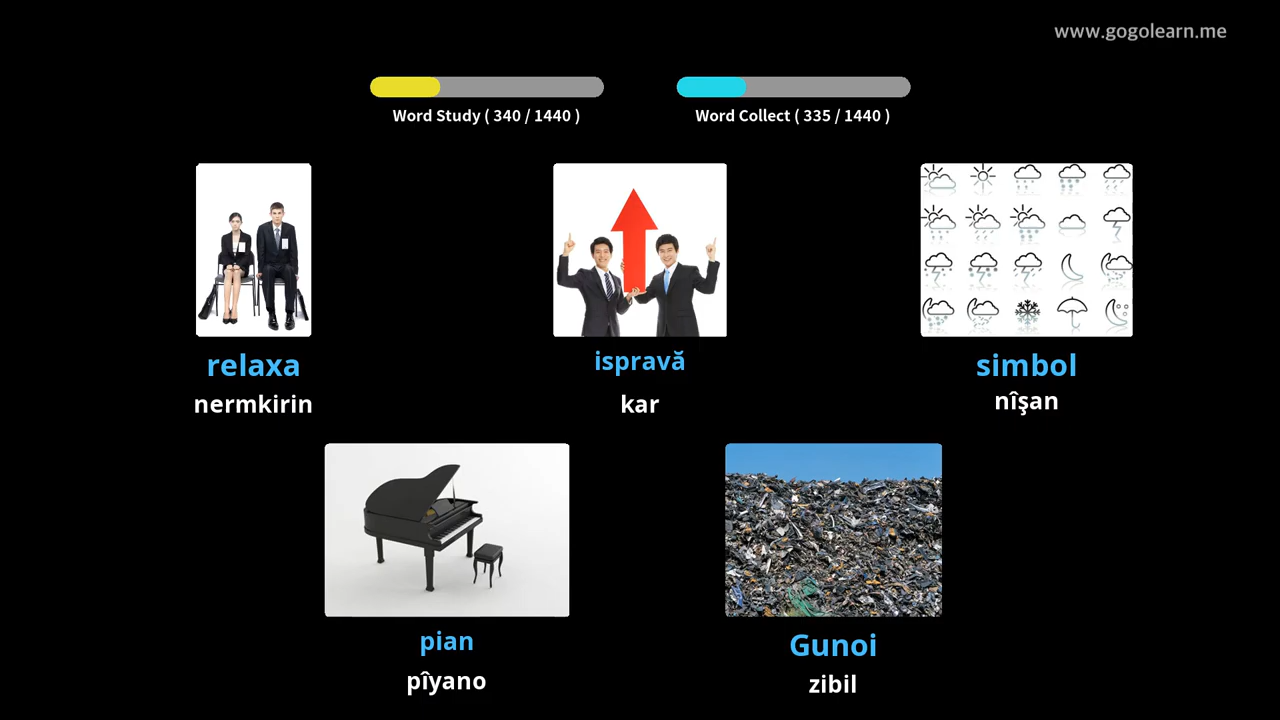 www.gogolearn.me
Word Study ( 340 / 1440 )
Word Collect ( 335 / 1440 )
relaxa
nermkirin
ispravă
kar
simbol
nîşan
pian
pîyano
Gunoi
zibil